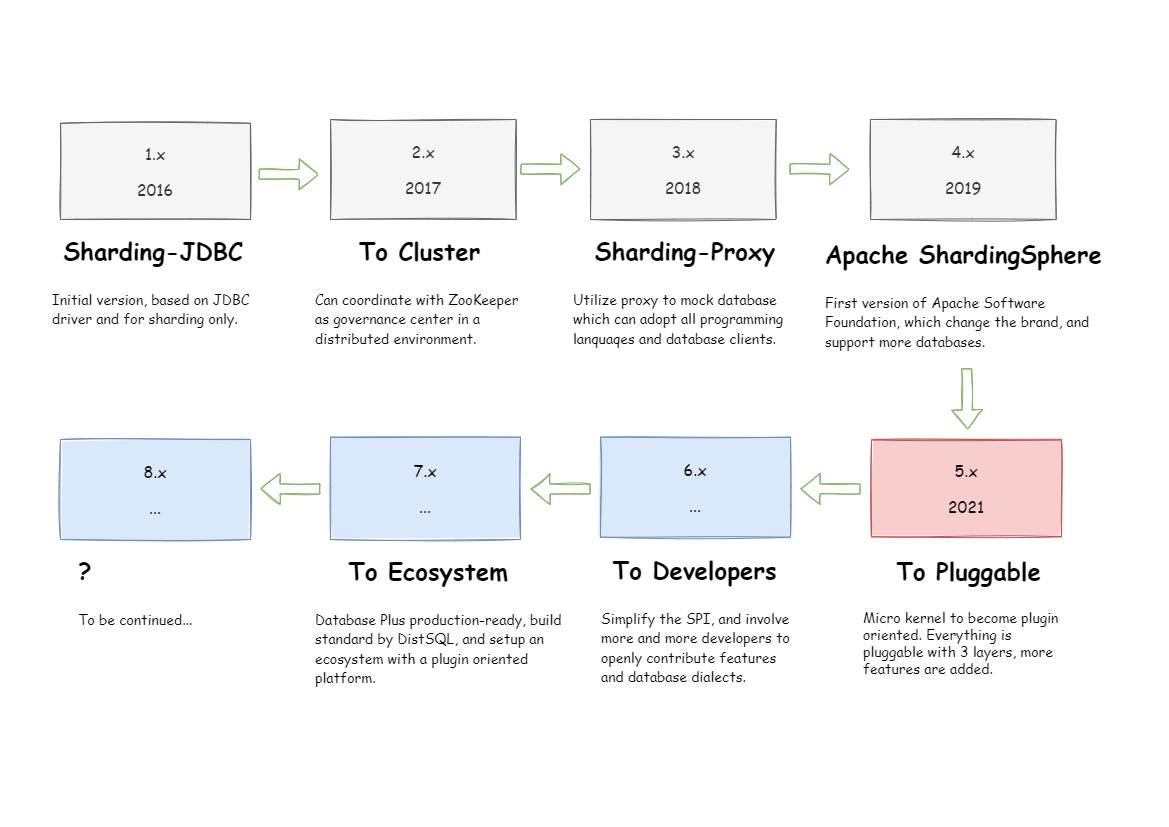 1.x
2016
Sharding-JDBC
Initial version, based on JDBC
driver and for sharding only.
2.x
2017
To Cluster
Can coordinate with ZooKeeper
as governance center in a
distributed environment.
3.x
2018
Sharding-Proxy
Utilize proxy to mock database
which can adopt all programming
languages and database clients.
4.x
2019
Apache ShardingSphere
First version of Apache Software
Foundation, which change the brand, and
support more databases.
5.x
2021
To Pluggable
Micro kernel to become plugin
oriented. Everything is
pluggable with 3 layers, more
features are added.
6.x
...
To Developers
Simplify the SPI, and involve
more and more developers to
openly contribute features
and database dialects.
7.x
...
To Ecosystem
Database Plus production-ready, build
standard by DistSQL, and setup an
ecosystem with a plugin oriented
platform.
8.x
...
?
To be continued...